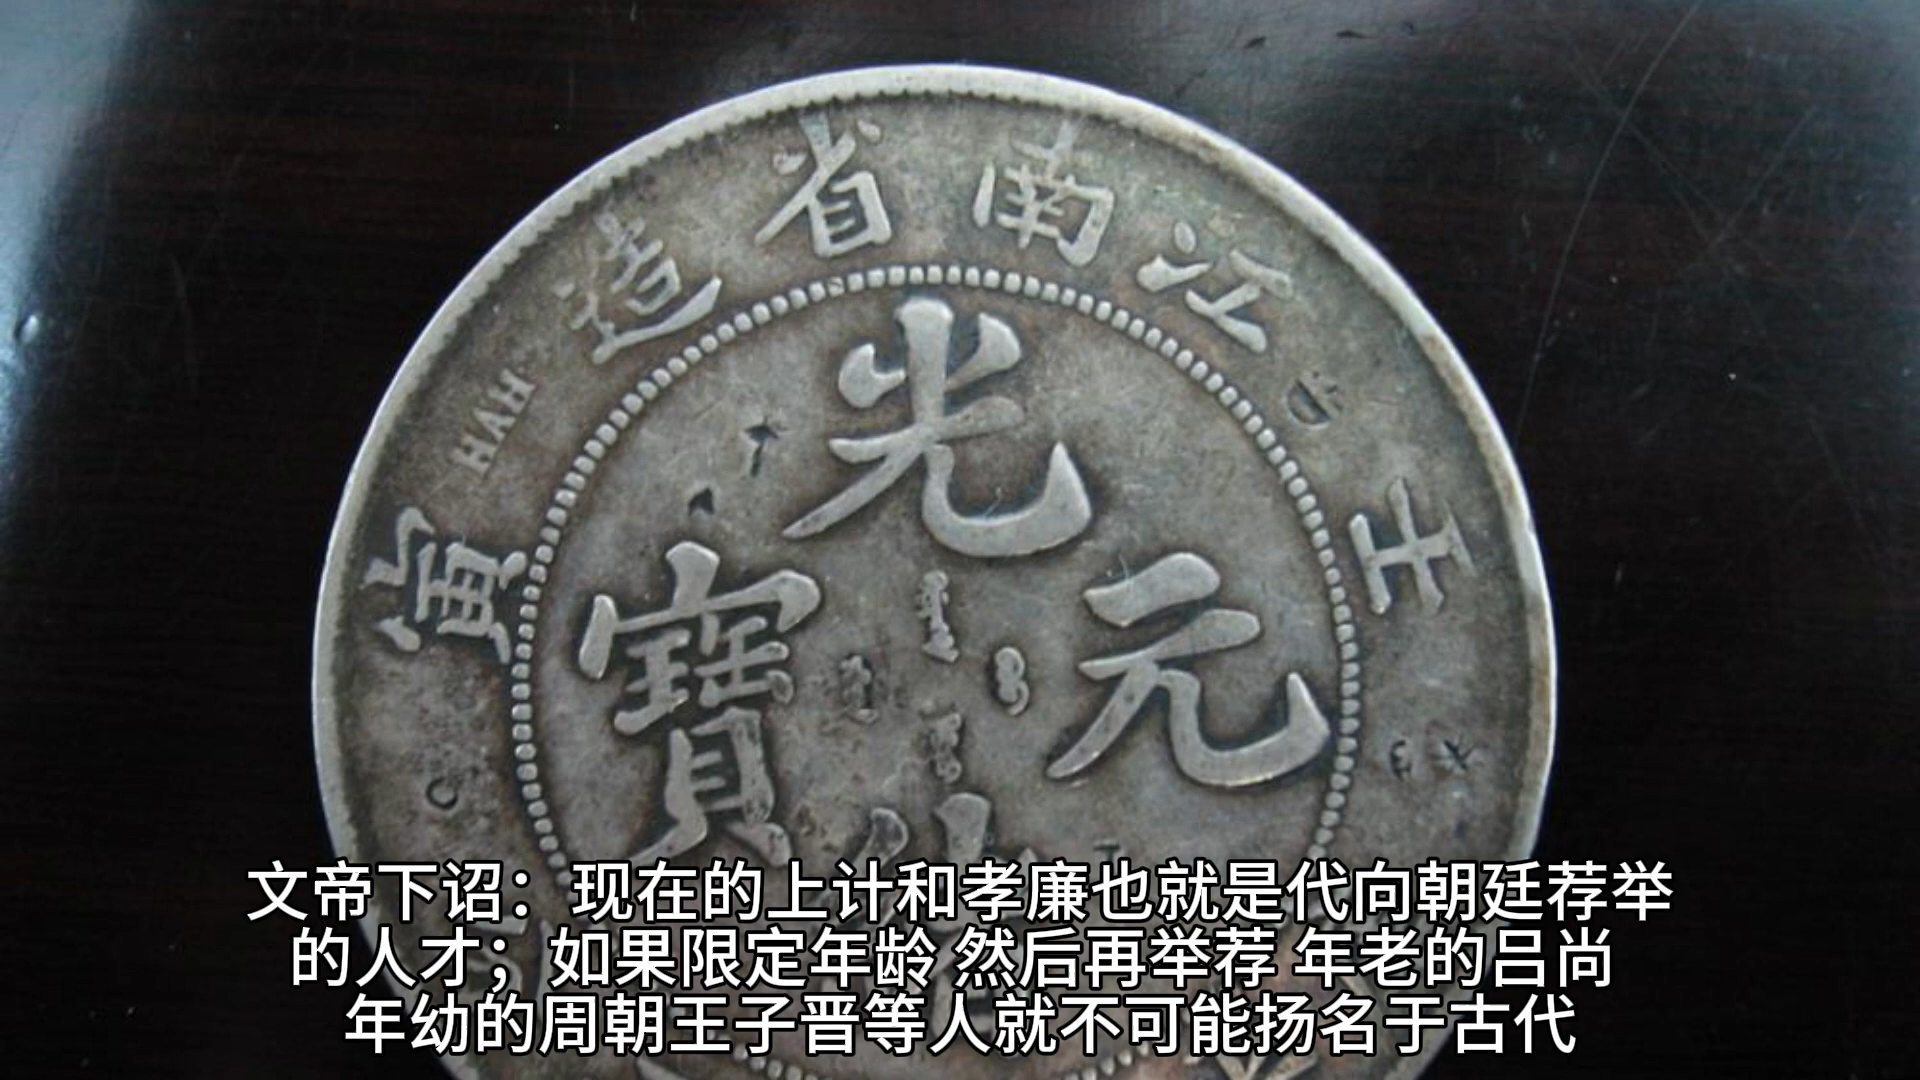 江南省造
壬
寅
HAH
光
元
寶
文帝下诏：现在的上计和孝廉也就是代向朝廷荐举
的人才；如果限定年龄 然后再举荐 年老的吕尚
年幼的周朝王子晋等人就不可能扬名于古代